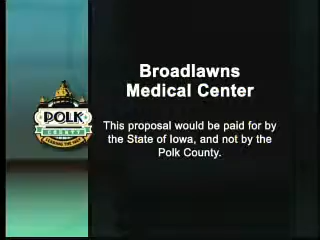 Broadlawns
Medical Center
This proposal would be paid for by
the State of Iowa, and not by the
Polk County.
POLK
COUNTY